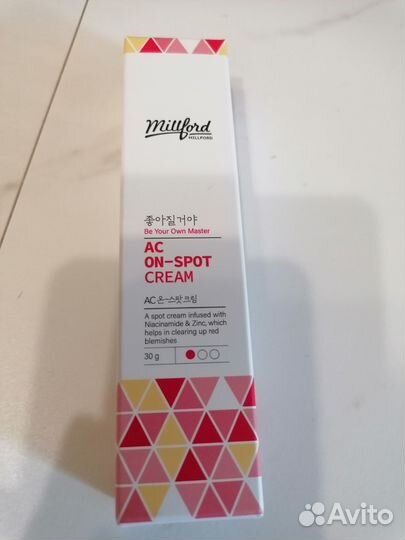 Millford
MILLFORD
좋아질거야
Be Your Own Master
AC
ON-SPOT
CREAM
AC 온-스팟 크림
A spot cream infused with
Niacinamide & Zinc, which
helps in clearing up red
blemishes
30 g
Avito